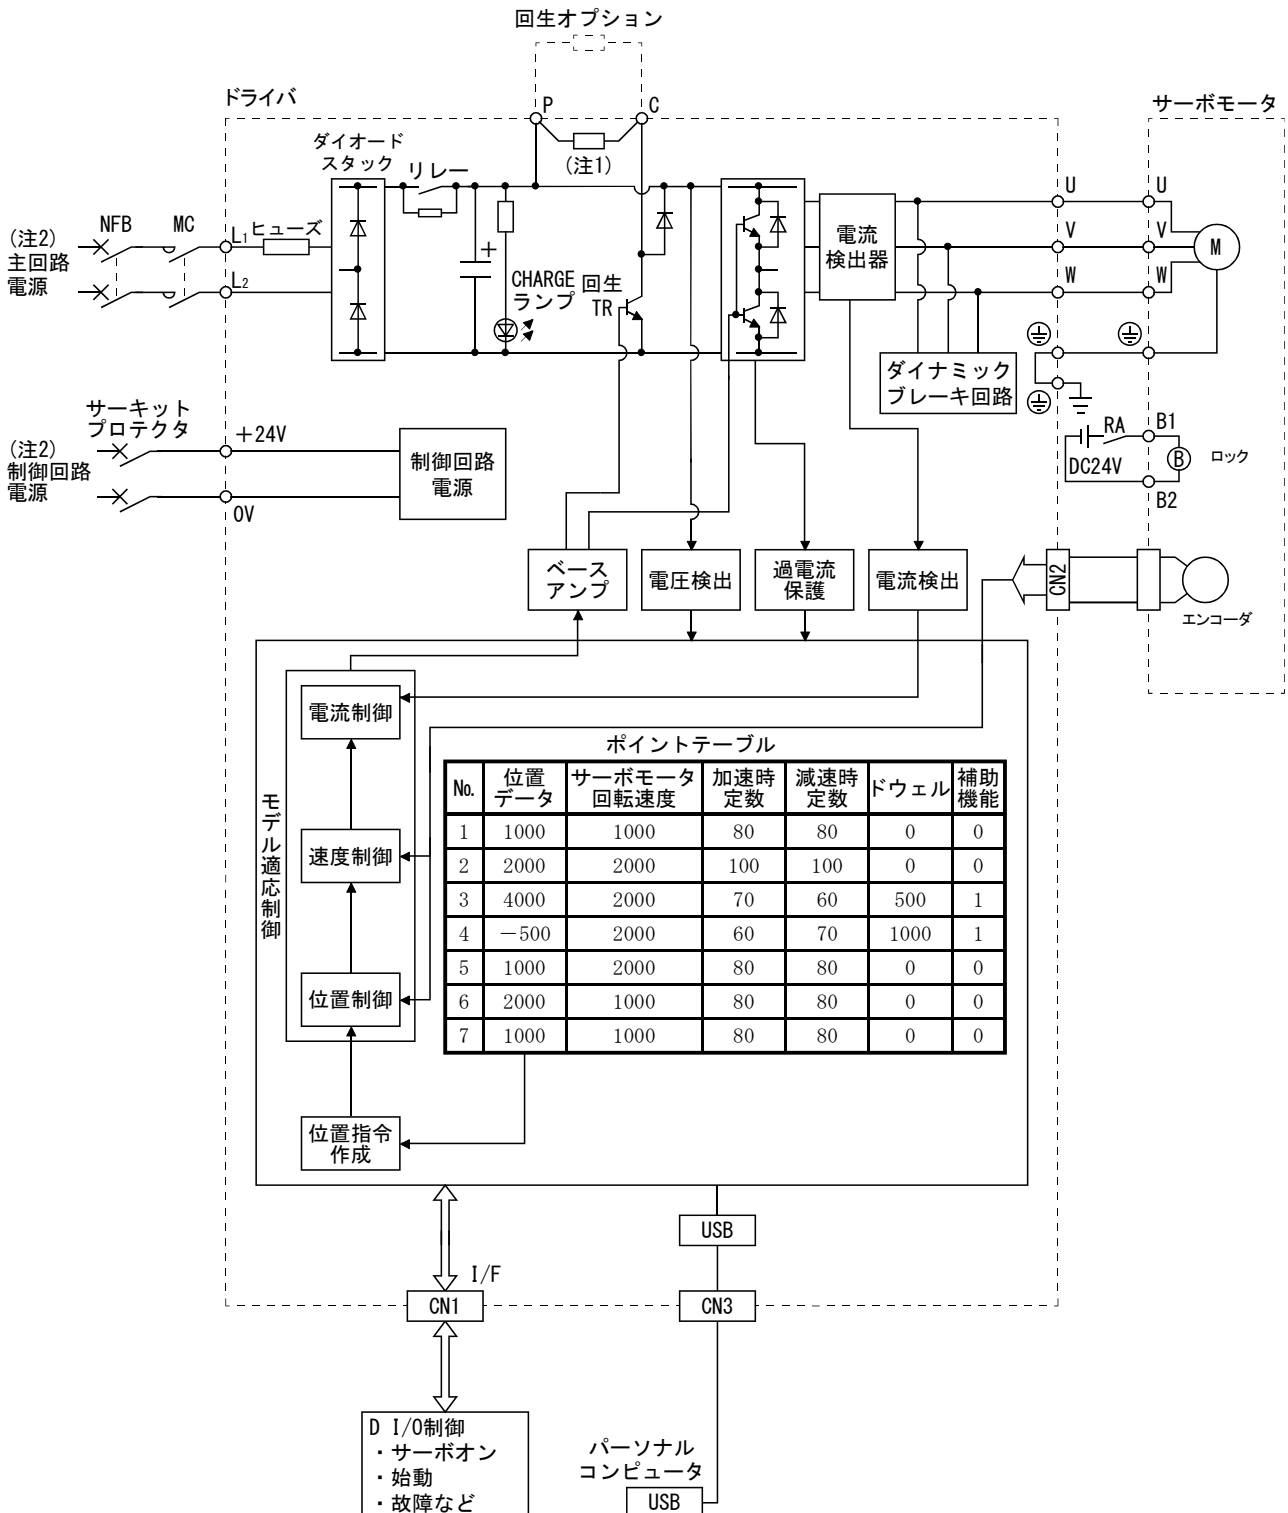 回生オプション
ドライバ
P
C
サーボモータ
ダイオード
スタック
リレー
(注1)
U
U
NFB
MC
L1
ヒューズ
電流
検出器
V
V
M
(注2)
主回路
電源
L2
+
CHARGE
ランプ
回生
TR
W
W
ダイナミック
ブレーキ回路
サーキット
プロテクタ
(注2)
制御回路
電源
+24V
0V
制御回路
電源
RA
B1
DC24V
B
ロック
B2
ベース
アンプ
電圧検出
過電流
保護
電流検出
CN2
エンコーダ
モデル適応制御
電流制御
速度制御
位置制御
位置指令
作成
ポイントテーブル
No. 位置データ サーボモータ回転速度 加速時定数 減速時定数 ドウェル 補助機能
1 1000 1000 80 80 0 0
2 2000 2000 100 100 0 0
3 4000 2000 70 60 500 1
4 －500 2000 60 70 1000 1
5 1000 2000 80 80 0 0
6 2000 1000 80 80 0 0
7 1000 1000 80 80 0 0
USB
I/F
CN1
CN3
D I/O制御
・サーボオン
・始動
・故障など
パーソナル
コンピュータ
USB